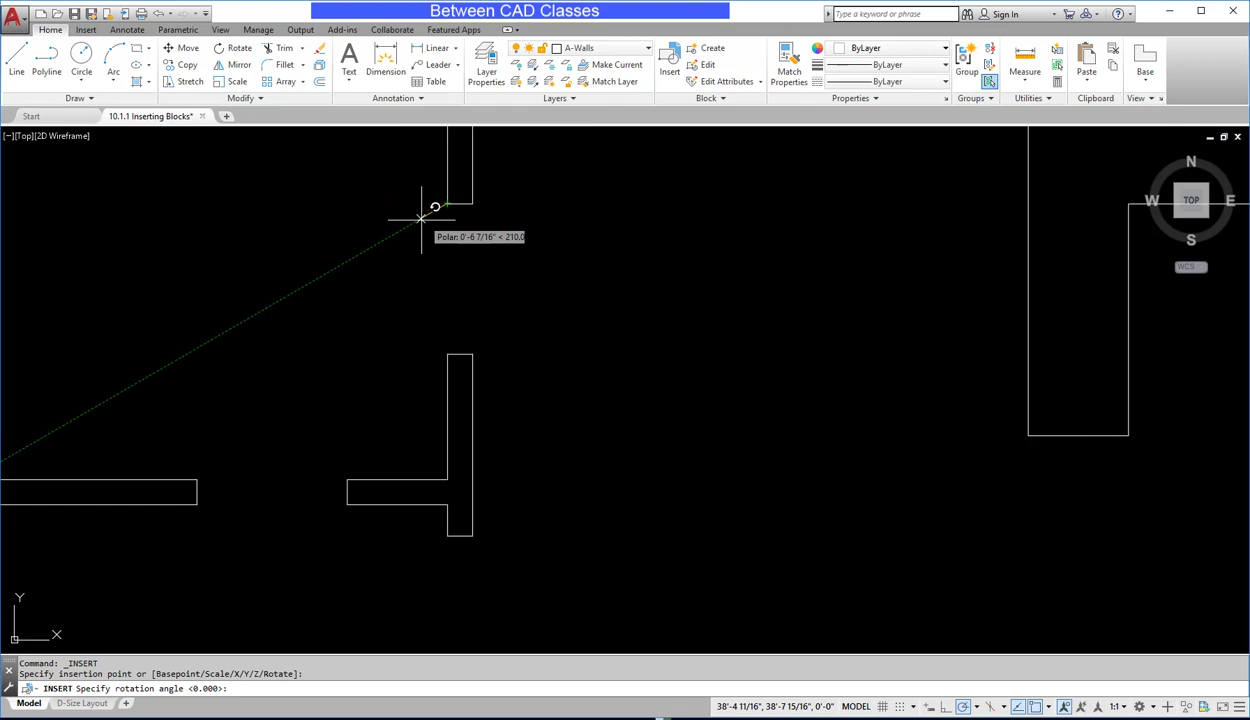 Between CAD Classes
A
Type a keyword or phrase
Sign In
?
Home Insert Annotate Parametric View Manage Output Add-ins Collaborate Featured Apps
Line
Polyline
Circle
Arc
Move
Rotate
Trim
Copy
Mirror
Fillet
Stretch
Scale
Array
Text
Dimension
Linear
Leader
Table
Layer
Properties
A-Walls
Make Current
Match Layer
Insert
Create
Edit
Edit Attributes
Match
Properties
ByLayer
ByLayer
ByLayer
Group
Measure
Paste
Base
Draw
Modify
Annotation
Layers
Block
Properties
Groups
Utilities
Clipboard
View
Start
10.1.1 Inserting Blocks*
[−][Top][2D Wireframe]
N
W
TOP
E
S
WCS
Polar: 0'-6 7/16" < 210.0
Y
X
Command: _INSERT
Specify insertion point or [Basepoint/Scale/X/Y/Z/Rotate]:
INSERT Specify rotation angle <0.000>:
Model
D-Size Layout
38'-4 11/16", 38'-7 15/16", 0'-0"
MODEL
1:1